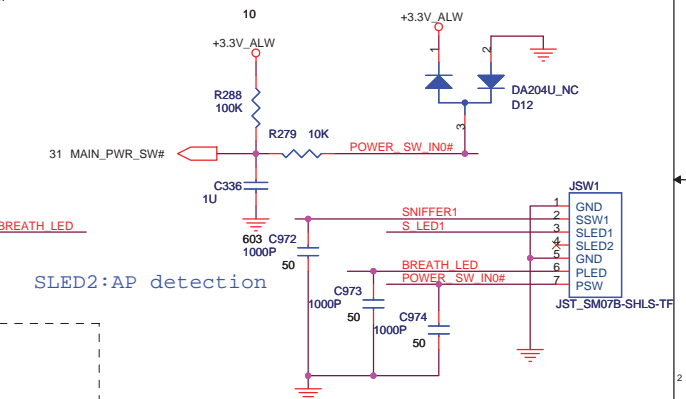 10
+3.3V_ALW
+3.3V_ALW
1
2
R288
100K
DA204U_NC
D12
3
R279 10K
31 MAIN_PWR_SW#
POWER_SW_IN0#
C336
1U
603
BREATH_LED
SLED2:AP detection
C972
1000P
50
C973
1000P
50
C974
50
SNIFFER1
S_LED1
BREATH_LED
POWER_SW_IN0#
JSW1
1 GND
2 SSW1
3 SLED1
4 SLED2
5 GND
6 PLED
7 PSW
JST_SM07B-SHLS-TF
2